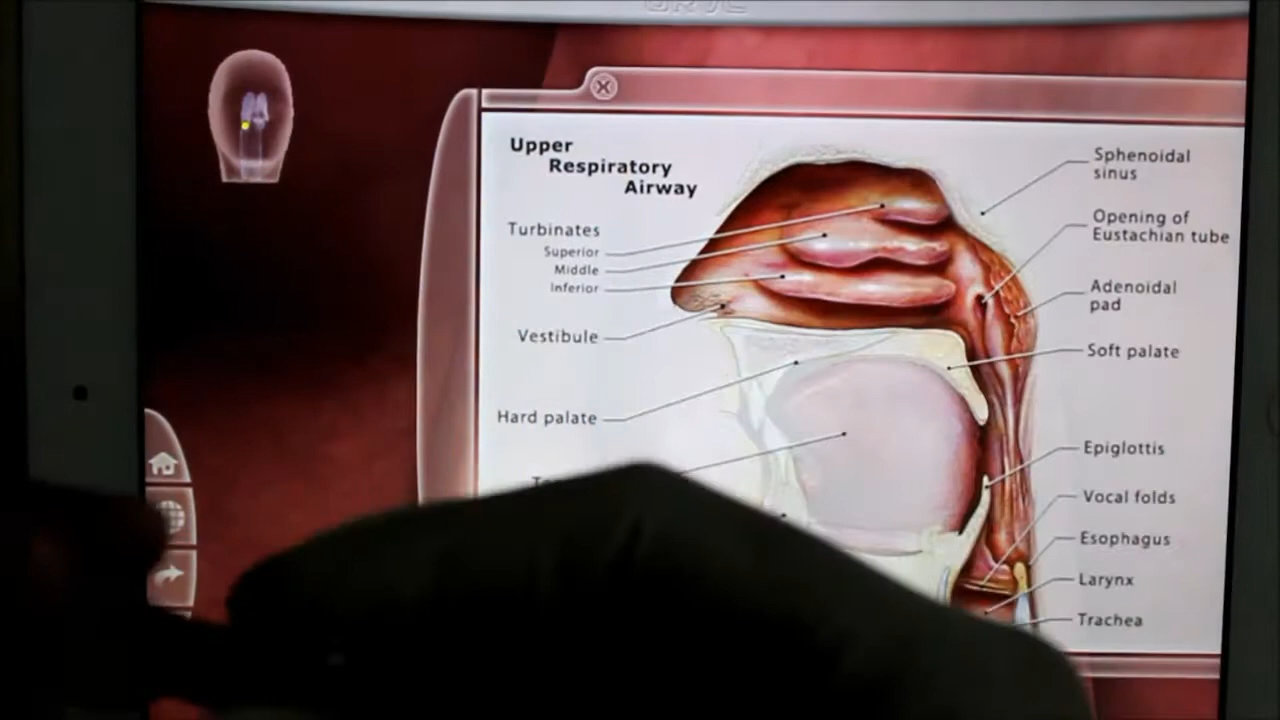 Upper
Respiratory
Airway
Turbinates
Superior
Middle
Inferior
Vestibule
Hard palate
Sphenoidal
sinus
Opening of
Eustachian tube
Adenoidal
pad
Soft palate
Epiglottis
Vocal folds
Esophagus
Larynx
Trachea